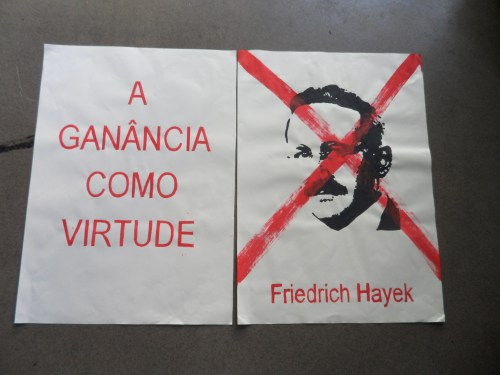 A
GANÂNCIA
COMO
VIRTUDE
Friedrich Hayek